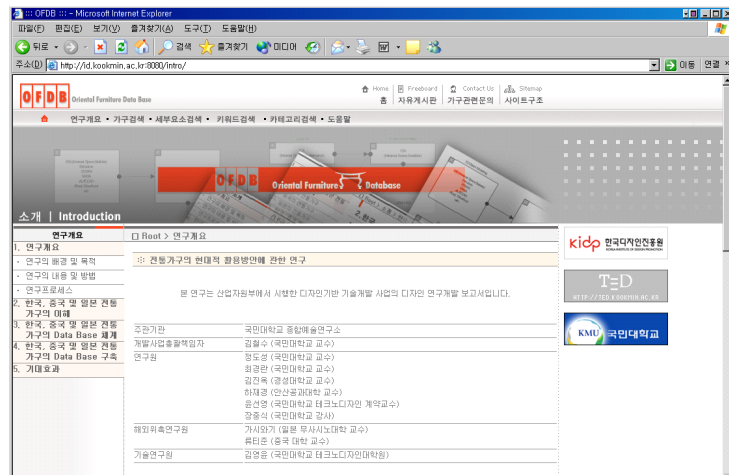 ::: OFDB ::: - Microsoft Internet Explorer
파일(F) 편집(E) 보기(V) 즐겨찾기(A) 도구(T) 도움말(H)
뒤로 검색 즐겨찾기 미디어
주소(D) http://id.kookmin.ac.kr:8080/intro/ 이동 연결 »
OFDB Oriental Furniture Data Base
Home | Freeboard | Contact Us | Sitemap
홈 | 자유게시판 | 가구관련문의 | 사이트구조
연구개요 • 가구검색 • 세부요소검색 • 키워드검색 • 카테고리검색 • 도움말
OFDB Oriental Furniture Database
소개 | Introduction
연구개요
1. 연구개요
- 연구의 배경 및 목적
- 연구의 내용 및 방법
- 연구프로세스
2. 한국, 중국 및 일본 전통
가구의 이해
3. 한국, 중국 및 일본 전통
가구의 Data Base 체계
4. 한국, 중국 및 일본 전통
가구의 Data Base 구축
5. 기대효과
Root > 연구개요
전통가구의 현대적 활용방안에 관한 연구
본 연구는 산업자원부에서 시행한 디자인기반 기술개발 사업의 디자인 연구개발 보고서입니다.
주관기관 국민대학교 종합예술연구소
개발사업총괄책임자 김철수 (국민대학교 교수)
연구원 정도성 (국민대학교 교수)
최경란 (국민대학교 교수)
김진옥 (경성대학교 교수)
하재경 (안산공과대학 교수)
윤선영 (국민대학교 테크노디자인 계약교수)
장중식 (국민대학교 강사)
해외위촉연구원 가시와기 (일본 무사시노대학 교수)
류티준 (중국 대학 교수)
기술연구원 김영윤 (국민대학교 테크노디자인대학원)
kidp 한국디자인진흥원
KOREA INSTITUTE OF DESIGN PROMOTION
TED
HTTP://TED.KOOKMIN.AC.KR
KMU 국민대학교